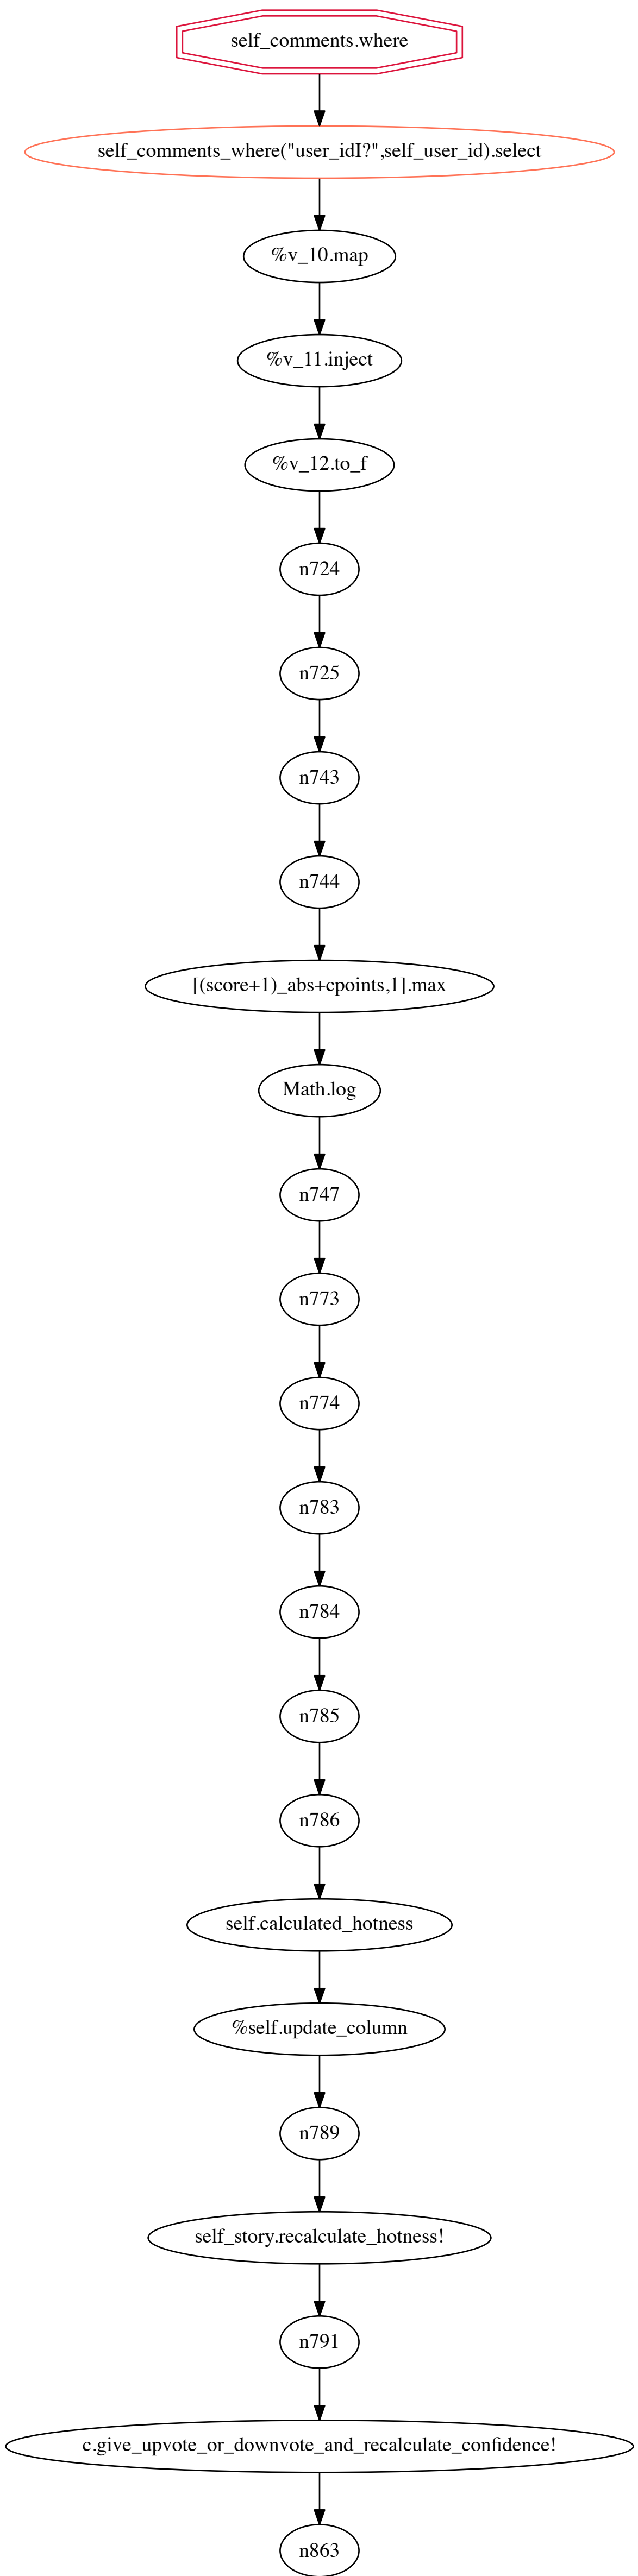 self_comments.where
self_comments_where("user_idI?",self_user_id).select
%v_10.map
%v_11.inject
%v_12.to_f
n724
n725
n743
n744
[(score+1)_abs+cpoints,1].max
Math.log
n747
n773
n774
n783
n784
n785
n786
self.calculated_hotness
%self.update_column
n789
self_story.recalculate_hotness!
n791
c.give_upvote_or_downvote_and_recalculate_confidence!
n863